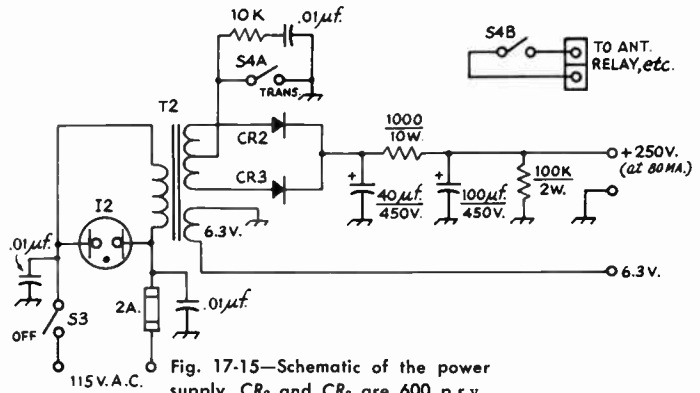 10K
.01µf.
S4A
TRANS.
S4B
TO ANT.
RELAY, etc.
T2
CR2
CR3
1000
10W.
+250V.
(at 80 MA.)
+
40µf.
450V.
+
100µf.
450V.
100K
2W.
I2
6.3V.
6.3V.
.01µf.
S3
OFF
2A.
.01µf.
115V.A.C.
Fig. 17-15—Schematic of the power